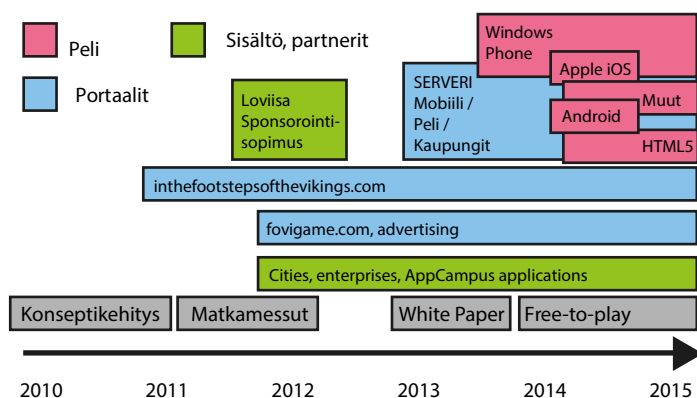 Peli
Sisältö, partnerit
Portaalit
Windows
Phone
Apple iOS
Muut
Android
HTML5
SERVERI
Mobiili /
Peli /
Kaupungit
Loviisa
Sponsorointi-
sopimus
inthefootstepsofthevikings.com
fovigame.com, advertising
Cities, enterprises, AppCampus applications
Konseptikehitys
Matkamessut
White Paper
Free-to-play
2010 2011 2012 2013 2014 2015